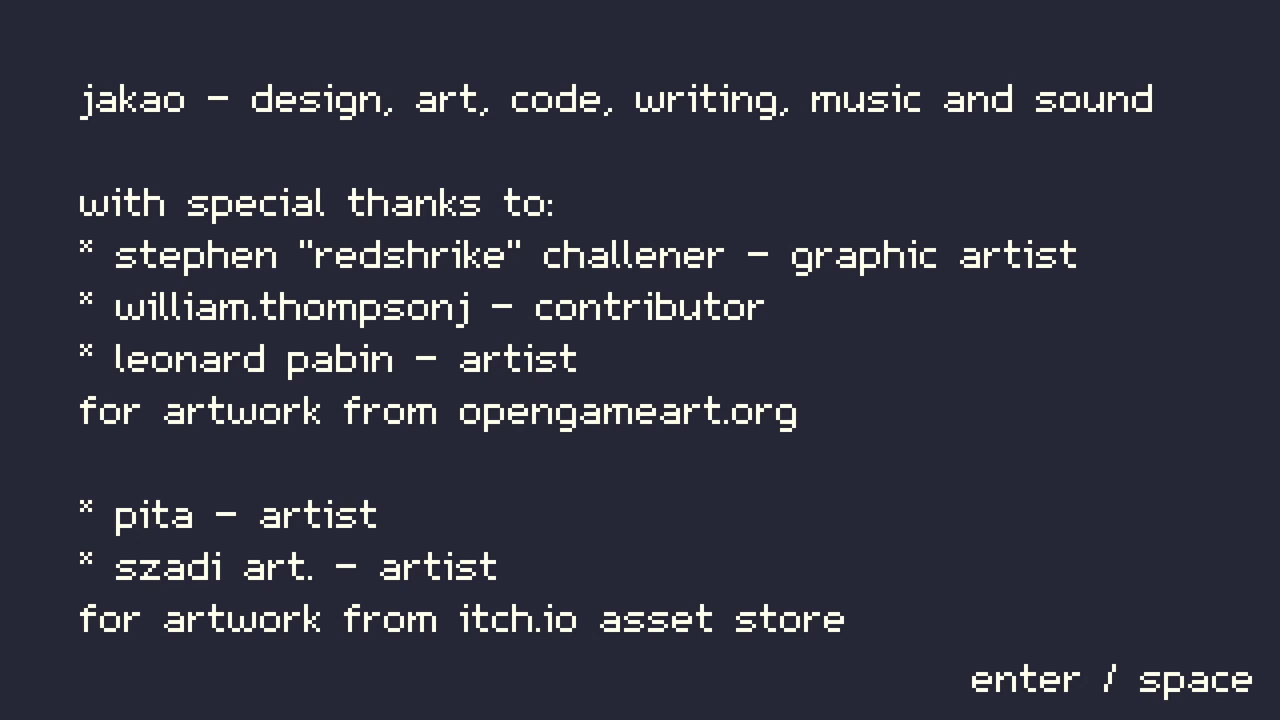 jakao - design, art, code, writing, music and sound
with special thanks to:
* stephen "redshrike" challener - graphic artist
* william.thompsonj - contributor
* leonard pabin - artist
for artwork from opengameart.org
* pita - artist
* szadi art. - artist
for artwork from itch.io asset store
enter / space